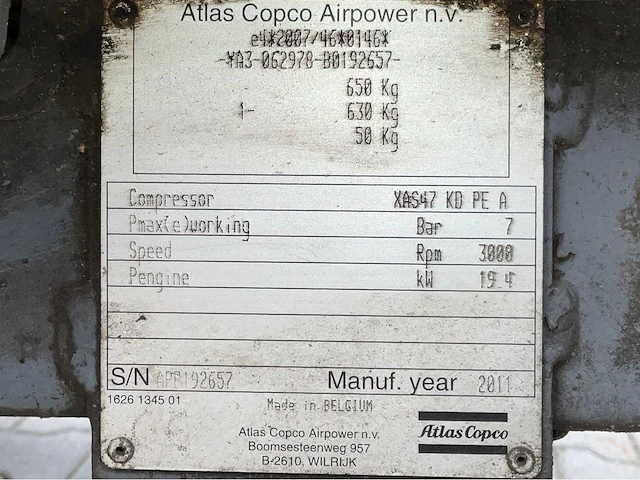 Atlas Copco Airpower n.v.
e4*2007/46*0146*
-YA3-062978-B0192657-
650 Kg
1- 630 Kg
50 Kg
Compressor XAS47 KD PE A
Pmax(e)working Bar 7
Speed Rpm 3000
Pengine kW 19.4
S/N APP192657 Manuf. year 2011
1626 1345 01
Made in BELGIUM
Atlas Copco Airpower n.v.
Boomsesteenweg 957
B-2610, WILRIJK
Atlas Copco